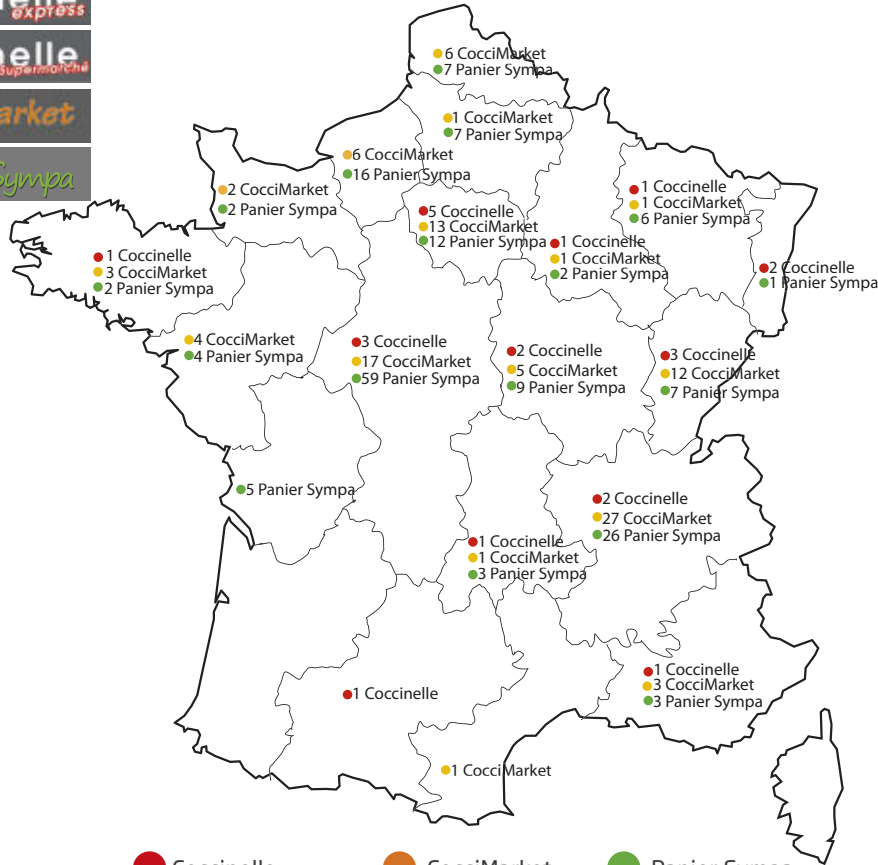 express
elle
Supermarché
arket
Sympa
6 CocciMarket
7 Panier Sympa
1 CocciMarket
7 Panier Sympa
6 CocciMarket
16 Panier Sympa
2 CocciMarket
2 Panier Sympa
1 Coccinelle
1 CocciMarket
6 Panier Sympa
5 Coccinelle
13 CocciMarket
12 Panier Sympa
1 Coccinelle
1 CocciMarket
2 Panier Sympa
1 Coccinelle
3 CocciMarket
2 Panier Sympa
2 Coccinelle
1 Panier Sympa
4 CocciMarket
4 Panier Sympa
3 Coccinelle
17 CocciMarket
59 Panier Sympa
2 Coccinelle
5 CocciMarket
9 Panier Sympa
3 Coccinelle
12 CocciMarket
7 Panier Sympa
5 Panier Sympa
2 Coccinelle
27 CocciMarket
26 Panier Sympa
1 Coccinelle
1 CocciMarket
3 Panier Sympa
1 Coccinelle
1 Coccinelle
3 CocciMarket
3 Panier Sympa
1 CocciMarket
Coccinelle CocciMarket Panier Sympa